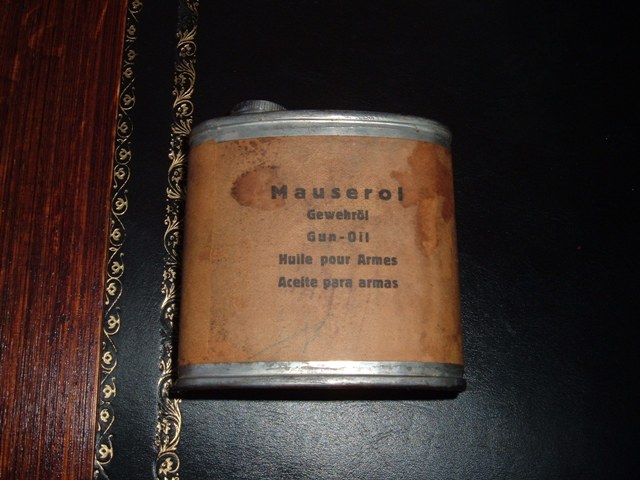 Mauserol
Gewehröl
Gun-Oil
Huile pour Armes
Aceite para armas